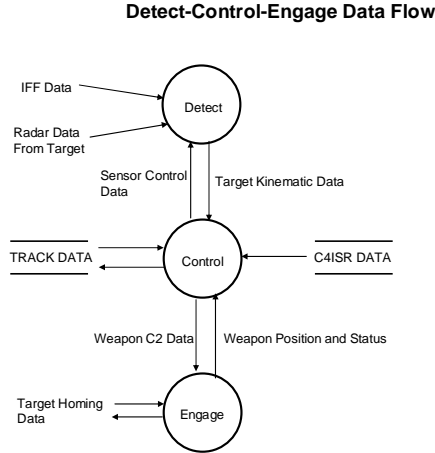 Detect-Control-Engage Data Flow
IFF Data
Detect
Radar Data
From Target
Sensor Control
Data
Target Kinematic Data
TRACK DATA
Control
C4ISR DATA
Weapon C2 Data
Weapon Position and Status
Target Homing
Data
Engage